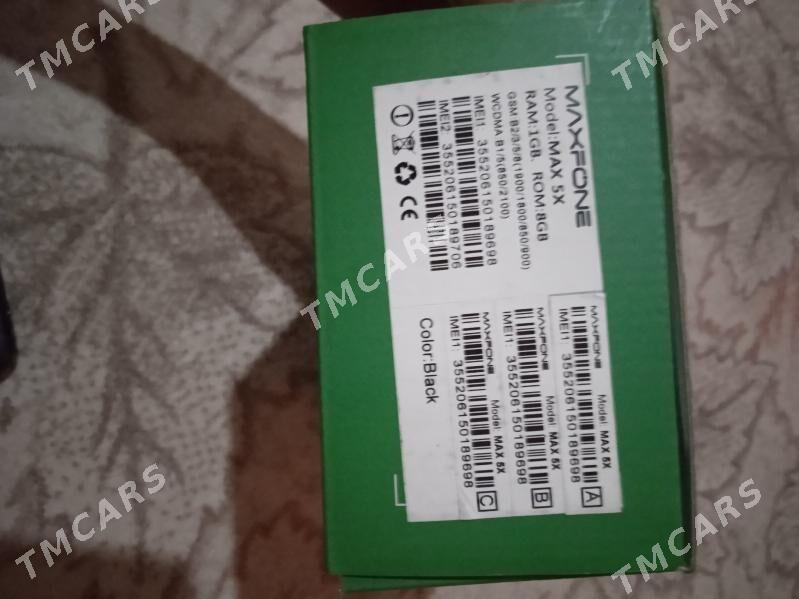 MAXFONE
Model:MAX 5X
RAM:1GB, ROM:8GB
GSM B2/3/5/8(1900/1800/850/900)
WCDMA B1/5(850/2100)
IMEI1: 355206150189698
IMEI2: 355206150189706
CE
MAXFONE Model: MAX 5X
IMEI1: 355206150189698
A
MAXFONE Model: MAX 5X
IMEI1: 355206150189698
B
MAXFONE Model: MAX 5X
IMEI1: 355206150189698
C
Color:Black
TMCARS
TMCARS
TMCARS
TMCARS
TMCARS